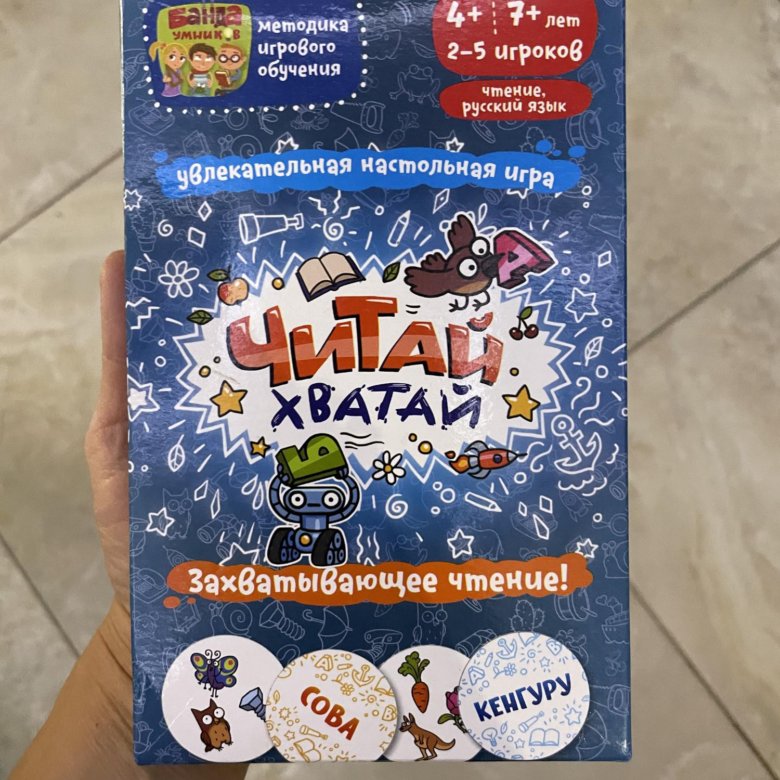 Банда
умников
методика
игрового
обучения
4+ 7+ лет
2-5 игроков
чтение,
русский язык
увлекательная настольная игра
А
ЧИТАЙ
ХВАТАЙ
Ъ
Захватывающее чтение!
СОВА
КЕНГУРУ